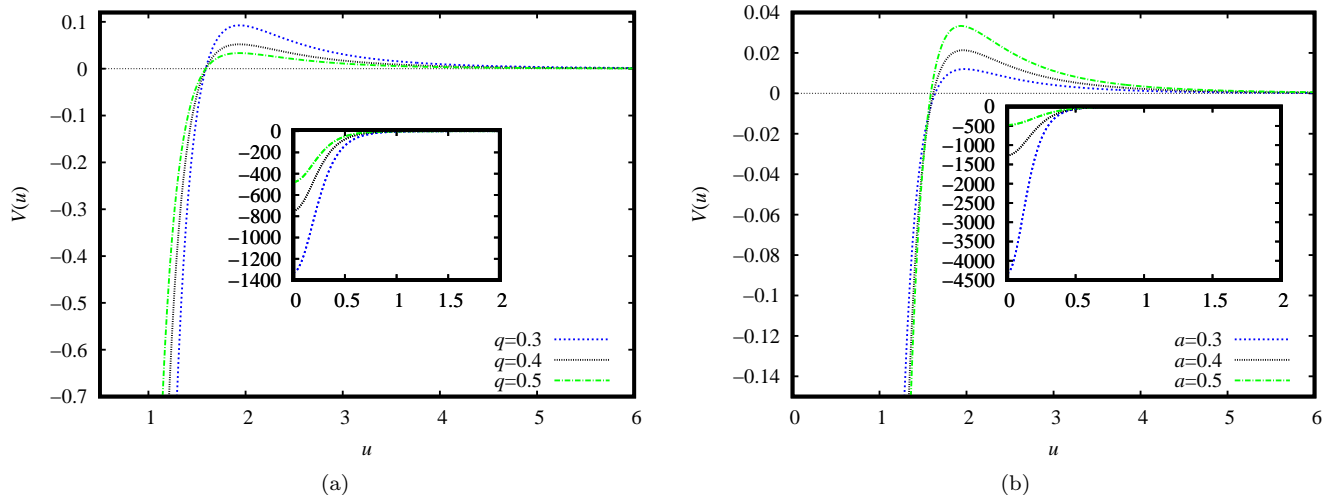 0.1
0
–0.1
–0.2
–0.3
–0.4
–0.5
–0.6
–0.7
V(u)
1 2 3 4 5 6
u
0
–200
–400
–600
–800
–1000
–1200
–1400
0 0.5 1 1.5 2
q=0.3
q=0.4
q=0.5
(a)
0.04
0.02
0
–0.02
–0.04
–0.06
–0.08
–0.1
–0.12
–0.14
V(u)
0 1 2 3 4 5 6
u
0
–500
–1000
–1500
–2000
–2500
–3000
–3500
–4000
–4500
0 0.5 1 1.5 2
a=0.3
a=0.4
a=0.5
(b)